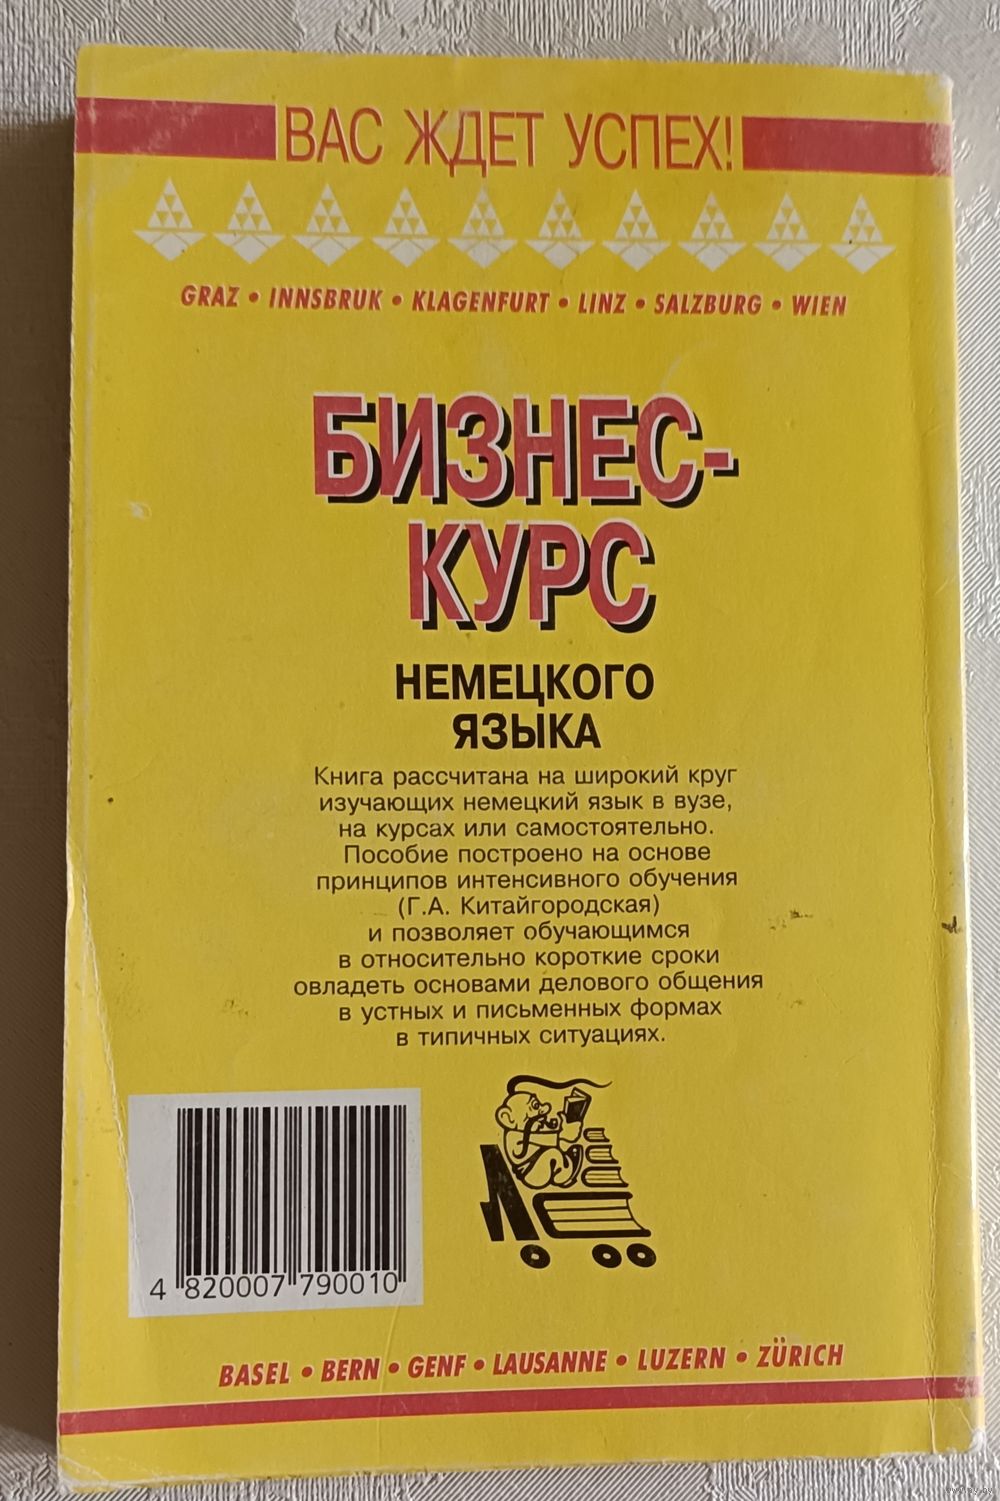 ВАС ЖДЕТ УСПЕХ!
GRAZ • INNSBRUK • KLAGENFURT • LINZ • SALZBURG • WIEN
БИЗНЕС-
КУРС
НЕМЕЦКОГО
ЯЗЫКА
Книга рассчитана на широкий круг
изучающих немецкий язык в вузе,
на курсах или самостоятельно.
Пособие построено на основе
принципов интенсивного обучения
(Г.А. Китайгородская)
и позволяет обучающимся
в относительно короткие сроки
овладеть основами делового общения
в устных и письменных формах
в типичных ситуациях.
4 820007 790010
BASEL • BERN • GENF • LAUSANNE • LUZERN • ZÜRICH